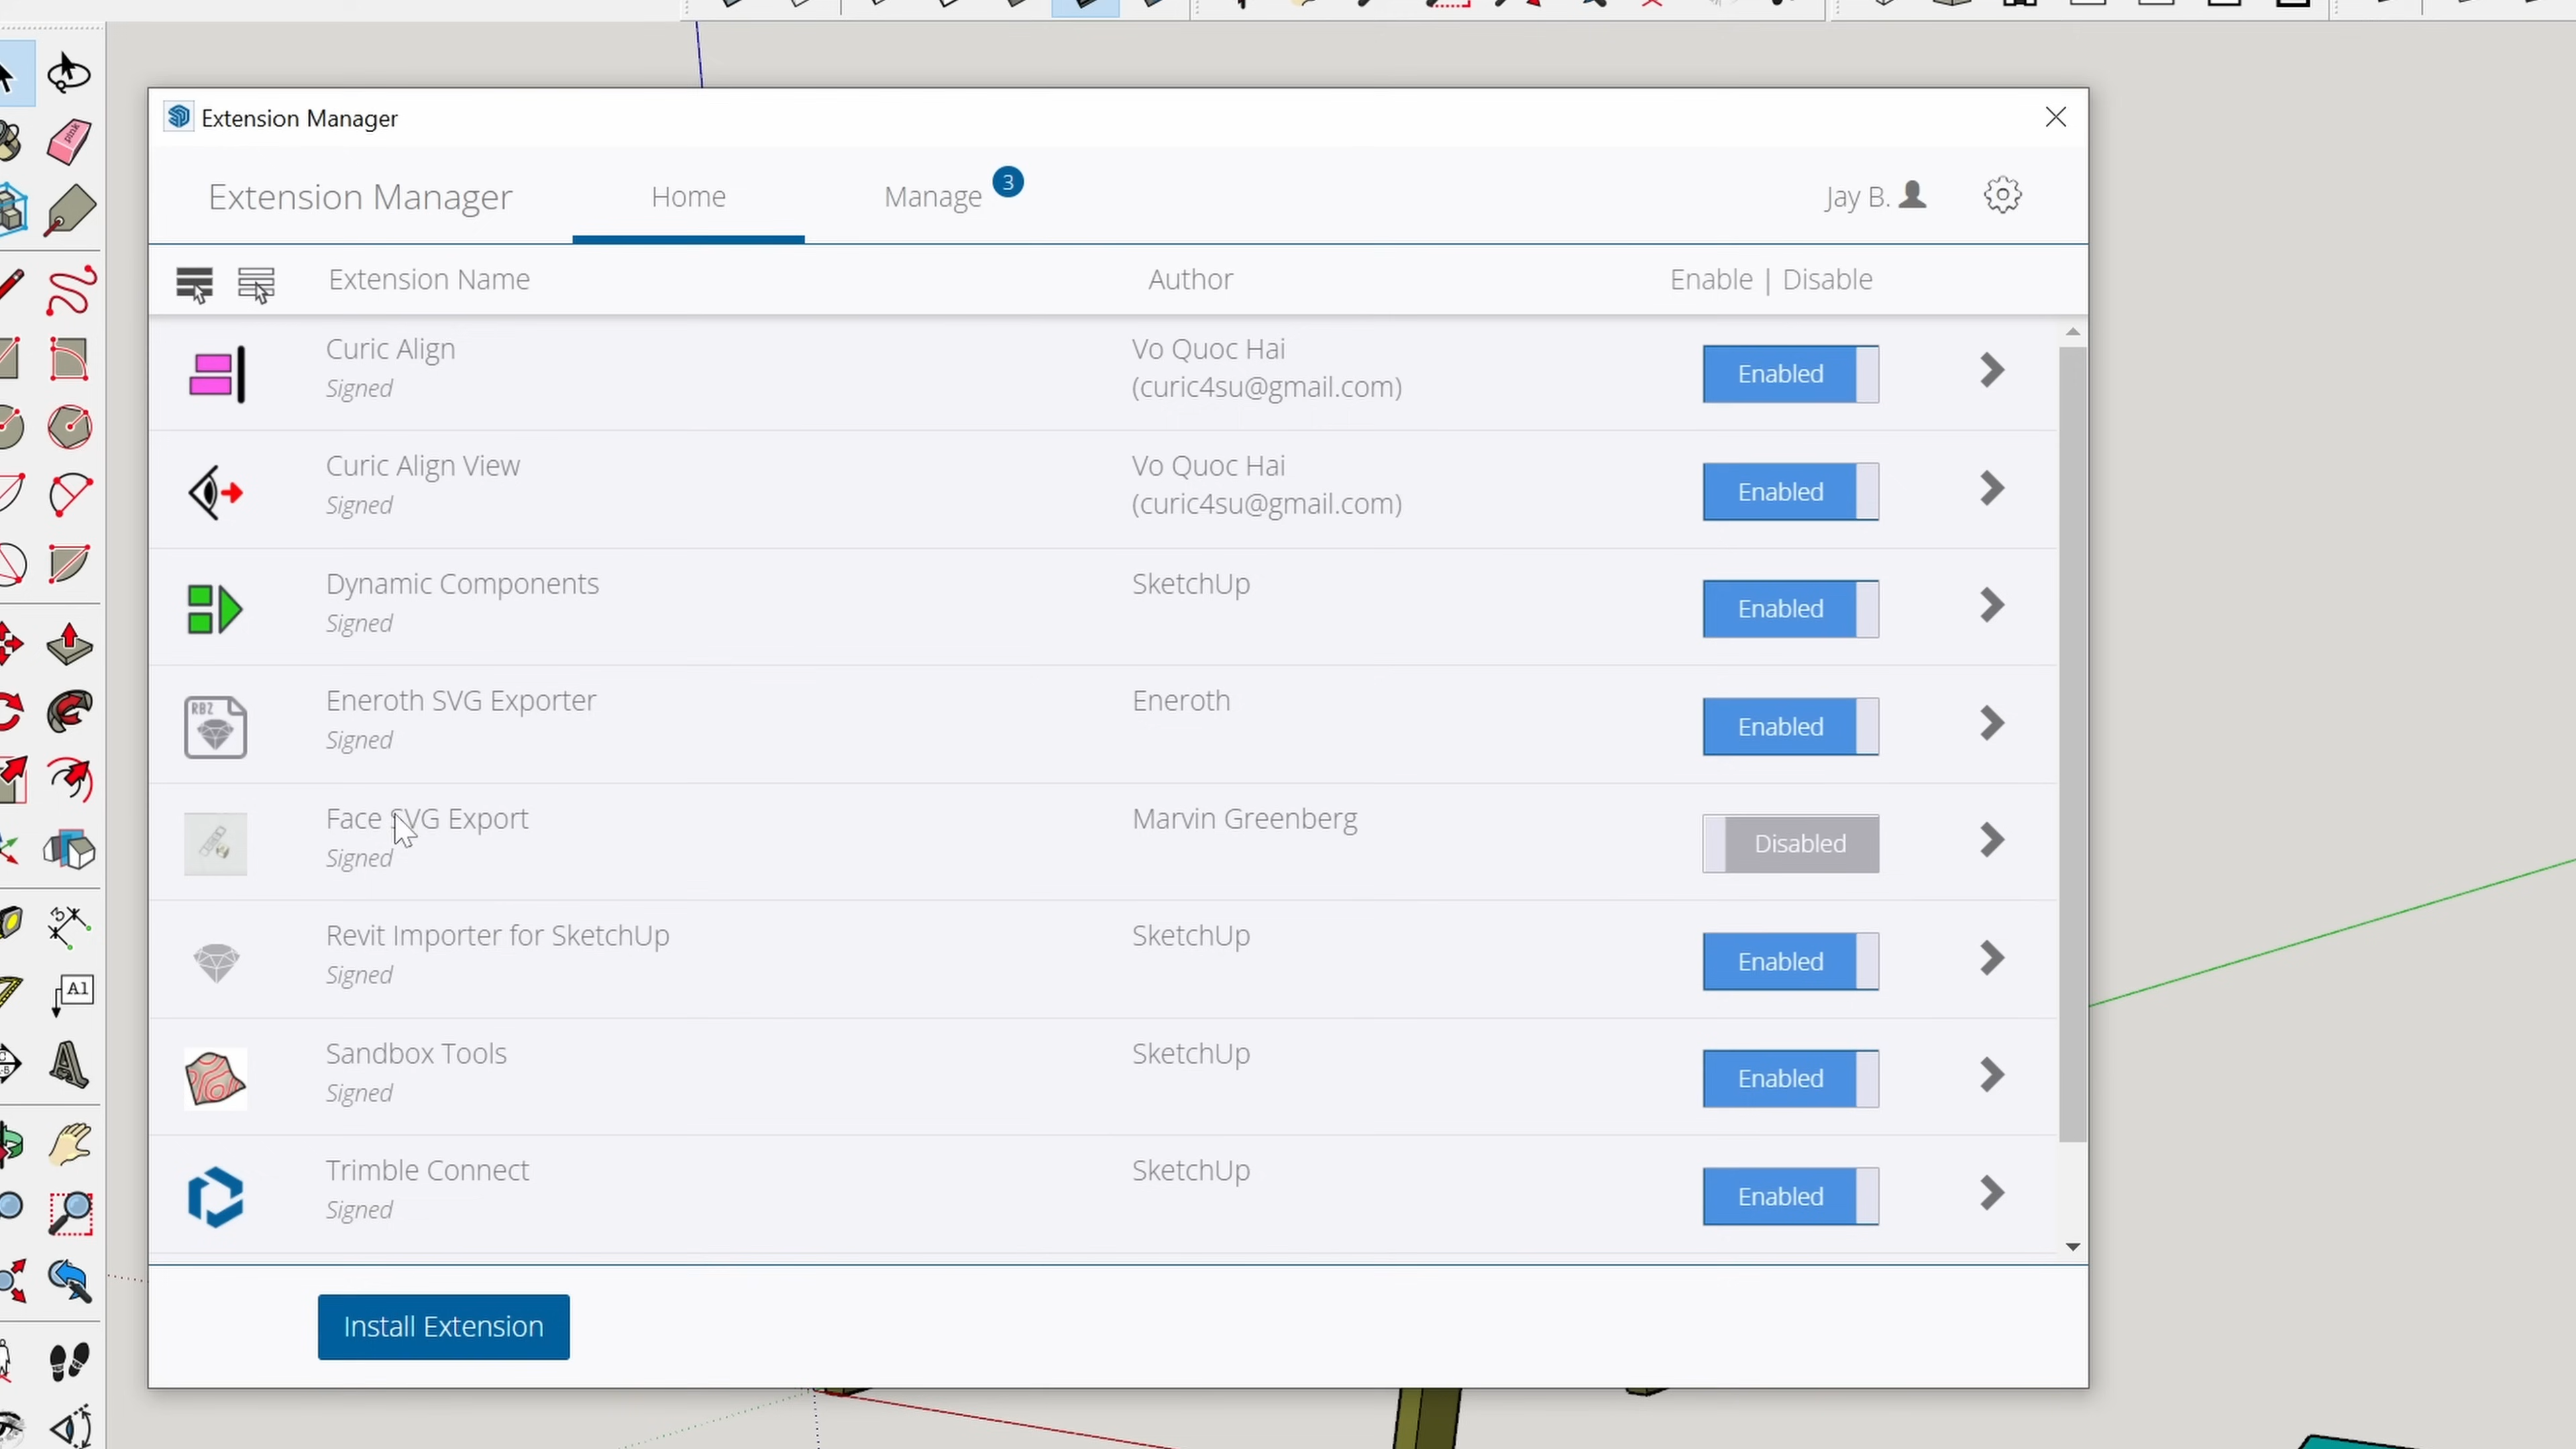 Extension Manager
Extension Manager
Home
Manage
3
Jay B.
Extension Name
Author
Enable | Disable
Curic Align
Signed
Vo Quoc Hai
(curic4su@gmail.com)
Enabled
Curic Align View
Signed
Vo Quoc Hai
(curic4su@gmail.com)
Enabled
Dynamic Components
Signed
SketchUp
Enabled
RBZ
Eneroth SVG Exporter
Signed
Eneroth
Enabled
Face SVG Export
Signed
Marvin Greenberg
Disabled
Revit Importer for SketchUp
Signed
SketchUp
Enabled
Sandbox Tools
Signed
SketchUp
Enabled
Trimble Connect
Signed
SketchUp
Enabled
Install Extension
pink
A1
A